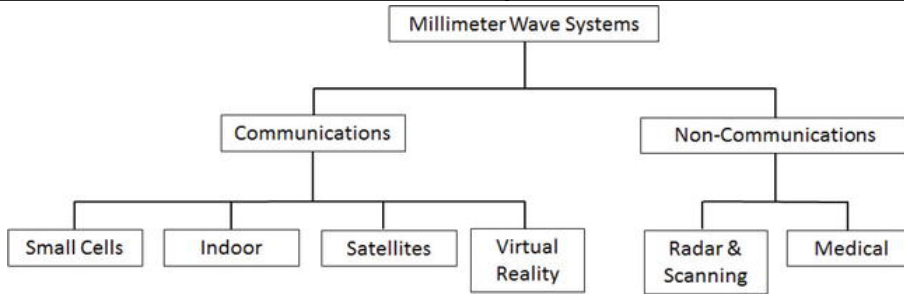 Millimeter Wave Systems
Communications
Non-Communications
Small Cells
Indoor
Satellites
Virtual
Reality
Radar &
Scanning
Medical